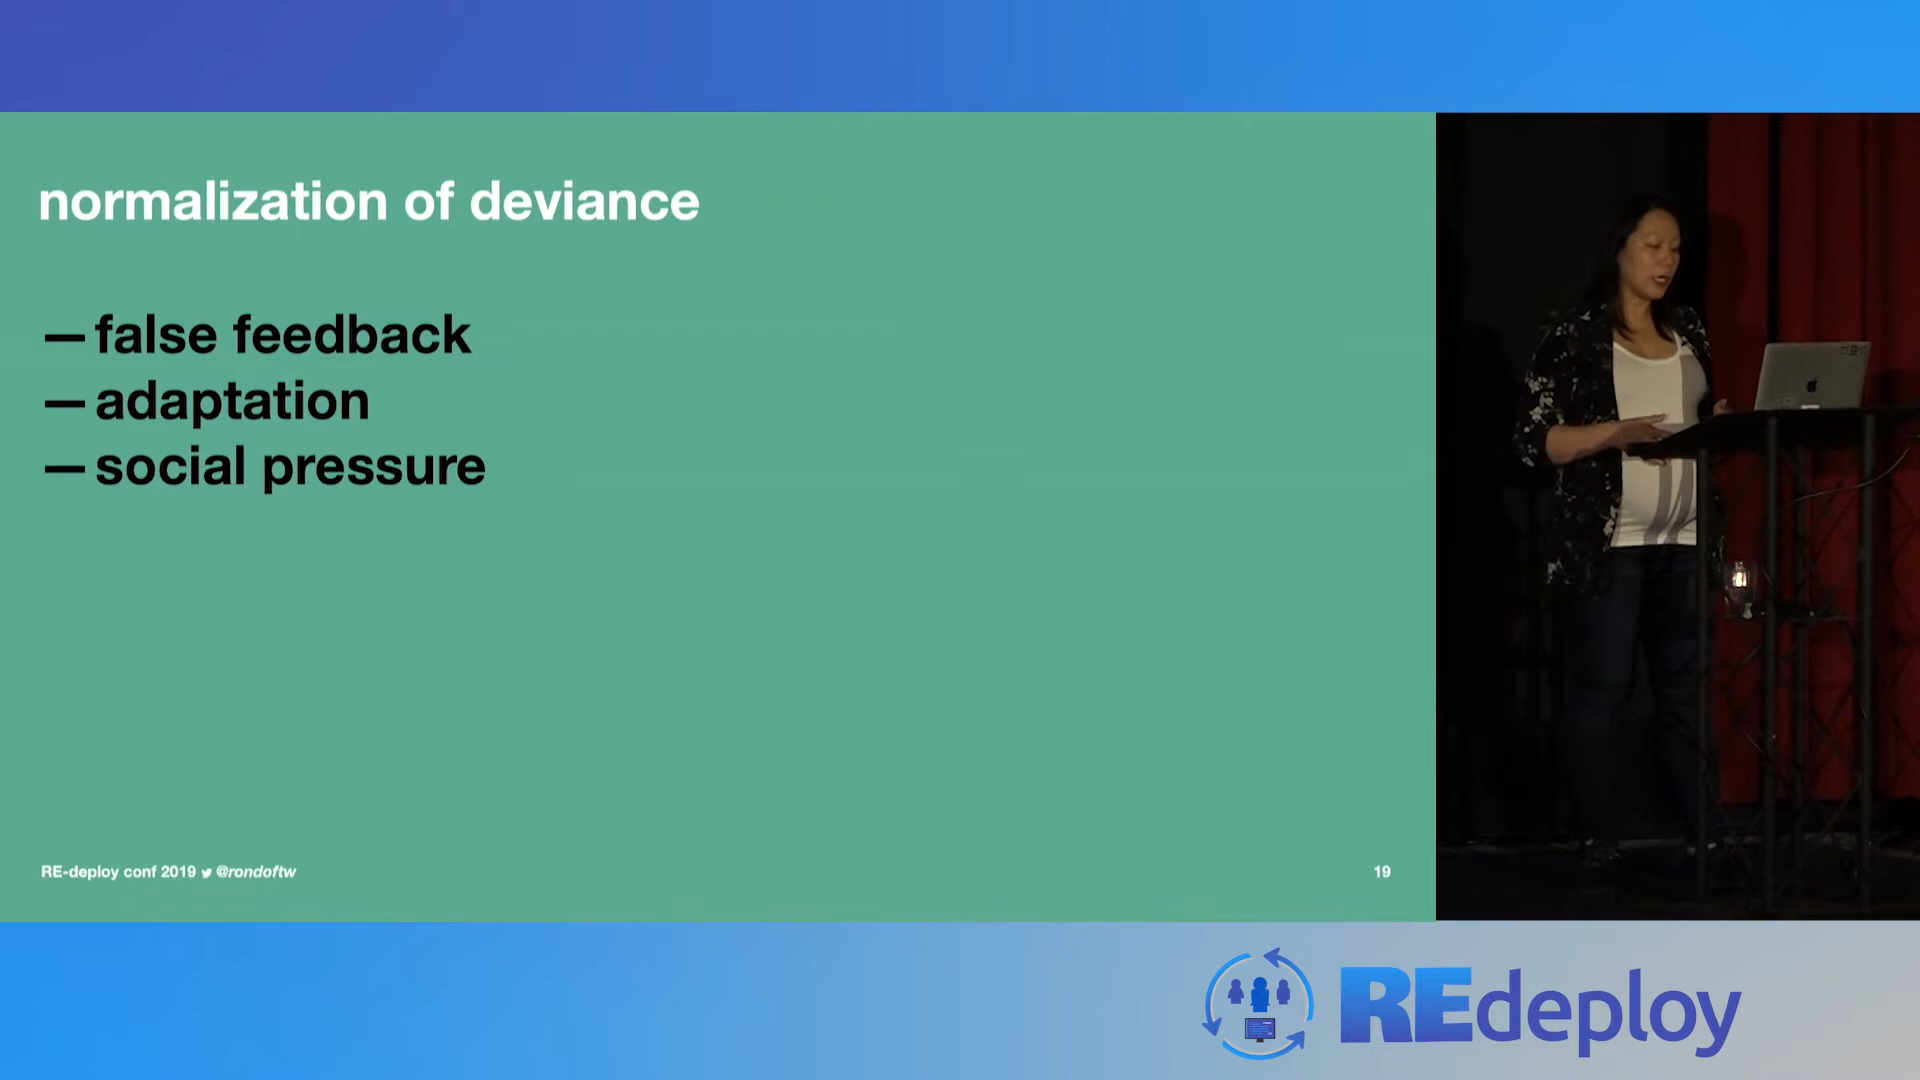 normalization of deviance
—false feedback
—adaptation
—social pressure
RE-deploy conf 2019 @rondoftw
19
REdeploy